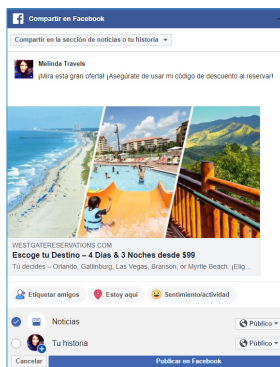 Compartir en Facebook
Compartir en la sección de noticias o tu historia
Melinda Travels
¡Mira esta gran oferta! ¡Asegúrate de usar mi código de descuento al reservar!
WESTGATERESERVATIONS.COM
Escoge tu Destino – 4 Días & 3 Noches desde $99
Tú decides – Orlando, Gatlinburg, Las Vegas, Branson, or Myrtle Beach. ¡Elig...
Etiquetar amigos Estoy aquí Sentimiento/actividad
Noticias Público
Tu historia Público
Cancelar Publicar en Facebook